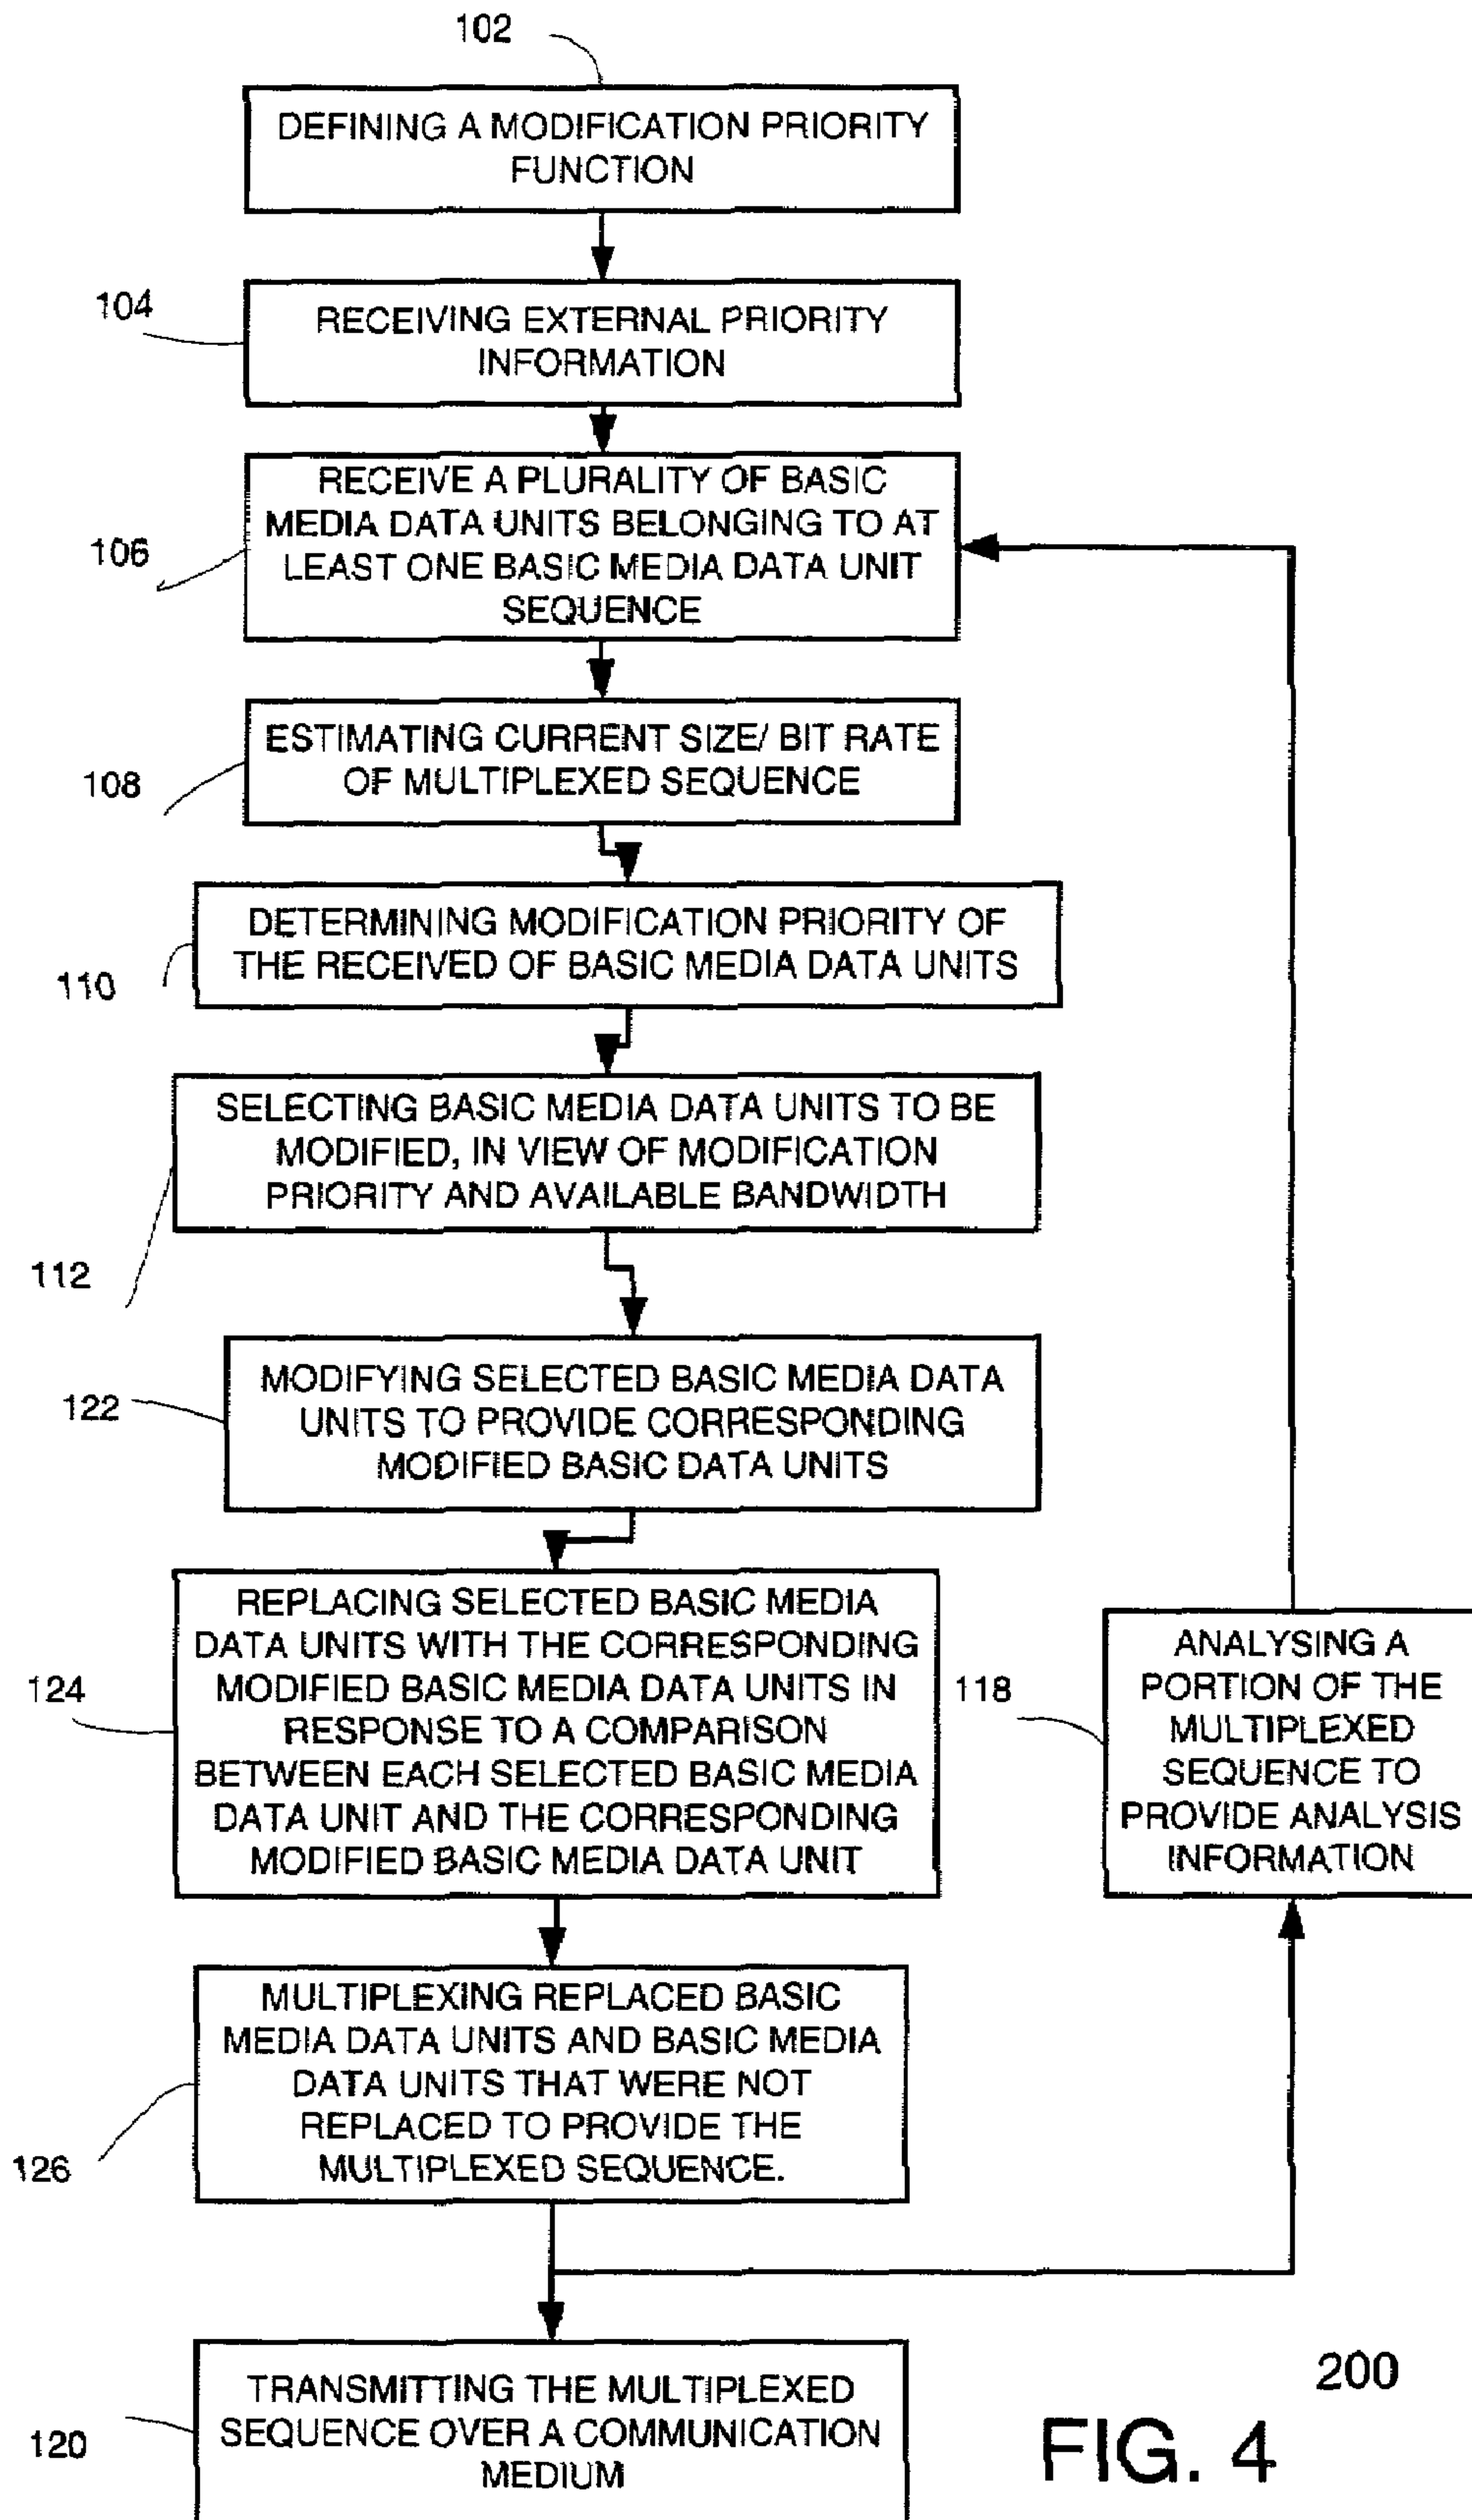 102
DEFINING A MODIFICATION PRIORITY
FUNCTION
104
RECEIVING EXTERNAL PRIORITY
INFORMATION
106
RECEIVE A PLURALITY OF BASIC
MEDIA DATA UNITS BELONGING TO AT
LEAST ONE BASIC MEDIA DATA UNIT
SEQUENCE
108
ESTIMATING CURRENT SIZE/ BIT RATE
OF MULTIPLEXED SEQUENCE
110
DETERMINING MODIFICATION PRIORITY OF
THE RECEIVED OF BASIC MEDIA DATA UNITS
112
SELECTING BASIC MEDIA DATA UNITS TO BE
MODIFIED, IN VIEW OF MODIFICATION
PRIORITY AND AVAILABLE BANDWIDTH
122
MODIFYING SELECTED BASIC MEDIA DATA
UNITS TO PROVIDE CORRESPONDING
MODIFIED BASIC DATA UNITS
124
REPLACING SELECTED BASIC MEDIA
DATA UNITS WITH THE CORRESPONDING
MODIFIED BASIC MEDIA DATA UNITS IN
RESPONSE TO A COMPARISON
BETWEEN EACH SELECTED BASIC MEDIA
DATA UNIT AND THE CORRESPONDING
MODIFIED BASIC MEDIA DATA UNIT
118
ANALYSING A
PORTION OF THE
MULTIPLEXED
SEQUENCE TO
PROVIDE ANALYSIS
INFORMATION
126
MULTIPLEXING REPLACED BASIC
MEDIA DATA UNITS AND BASIC MEDIA
DATA UNITS THAT WERE NOT
REPLACED TO PROVIDE THE
MULTIPLEXED SEQUENCE.
120
TRANSMITTING THE MULTIPLEXED
SEQUENCE OVER A COMMUNICATION
MEDIUM
200
FIG. 4